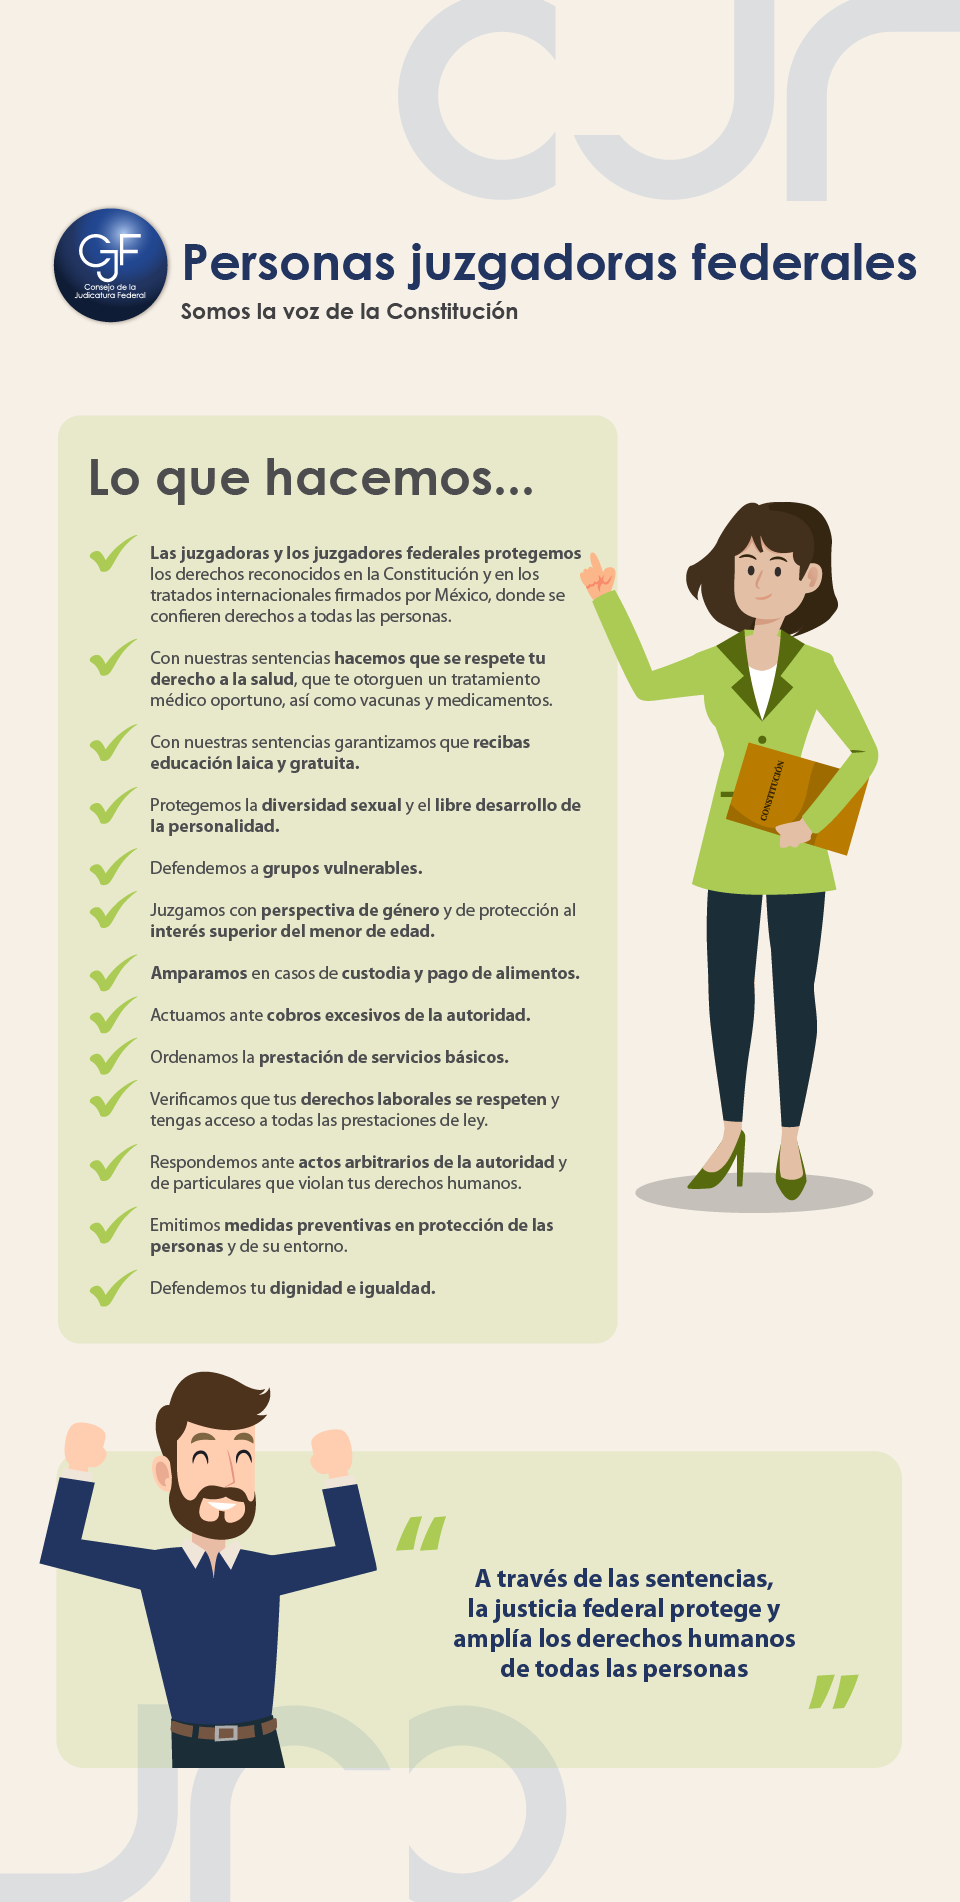 CJF
Consejo de la
Judicatura Federal
Personas juzgadoras federales
Somos la voz de la Constitución
Lo que hacemos...
Las juzgadoras y los juzgadores federales protegemos
los derechos reconocidos en la Constitución y en los
tratados internacionales firmados por México, donde se
confieren derechos a todas las personas.
Con nuestras sentencias hacemos que se respete tu
derecho a la salud, que te otorguen un tratamiento
médico oportuno, así como vacunas y medicamentos.
Con nuestras sentencias garantizamos que recibas
educación laica y gratuita.
Protegemos la diversidad sexual y el libre desarrollo de
la personalidad.
Defendemos a grupos vulnerables.
Juzgamos con perspectiva de género y de protección al
interés superior del menor de edad.
Amparamos en casos de custodia y pago de alimentos.
Actuamos ante cobros excesivos de la autoridad.
Ordenamos la prestación de servicios básicos.
Verificamos que tus derechos laborales se respeten y
tengas acceso a todas las prestaciones de ley.
Respondemos ante actos arbitrarios de la autoridad y
de particulares que violan tus derechos humanos.
Emitimos medidas preventivas en protección de las
personas y de su entorno.
Defendemos tu dignidad e igualdad.
CONSTITUCIÓN
“A través de las sentencias,
la justicia federal protege y
amplía los derechos humanos
de todas las personas”